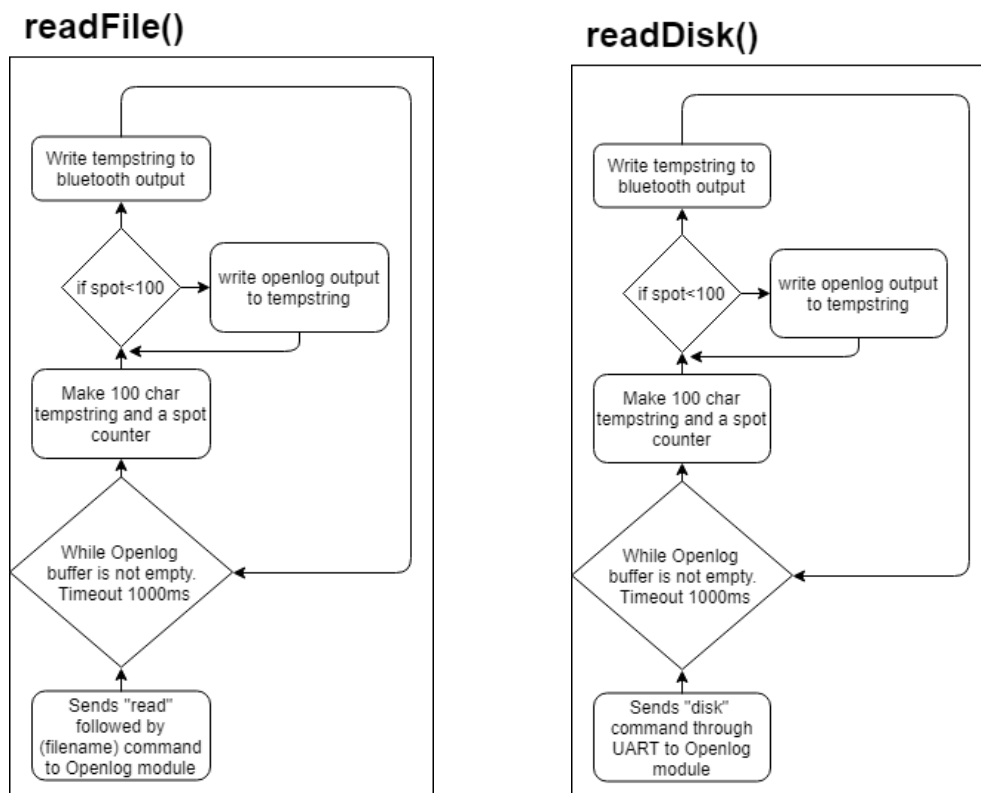 readFile()
Write tempstring to
bluetooth output
if spot<100
write openlog output
to tempstring
Make 100 char
tempstring and a spot
counter
While Openlog
buffer is not empty.
Timeout 1000ms
Sends "read"
followed by
(filename) command
to Openlog module
readDisk()
Write tempstring to
bluetooth output
if spot<100
write openlog output
to tempstring
Make 100 char
tempstring and a spot
counter
While Openlog
buffer is not empty.
Timeout 1000ms
Sends "disk"
command through
UART to Openlog
module